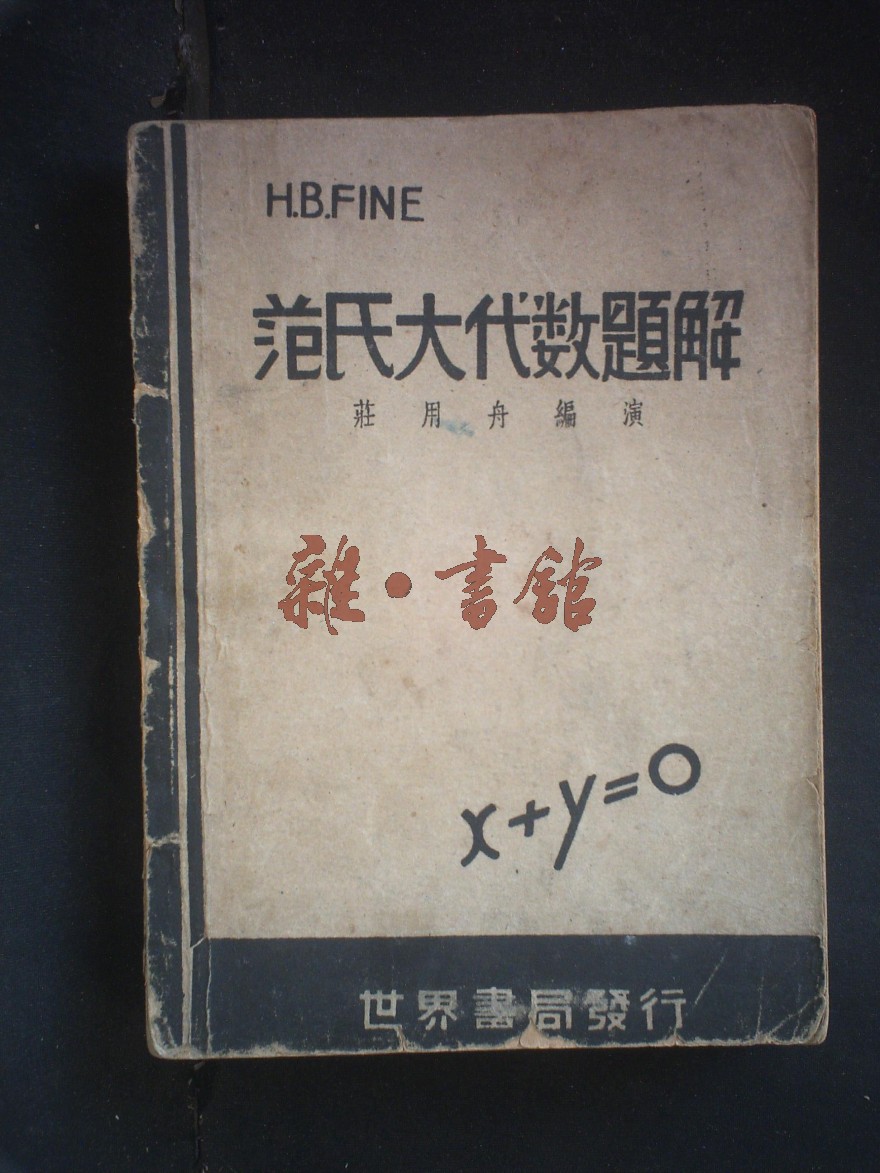 H.B.FINE
范氏大代数題解
莊用舟編演
雜·書館
x+y=0
世界書局發行